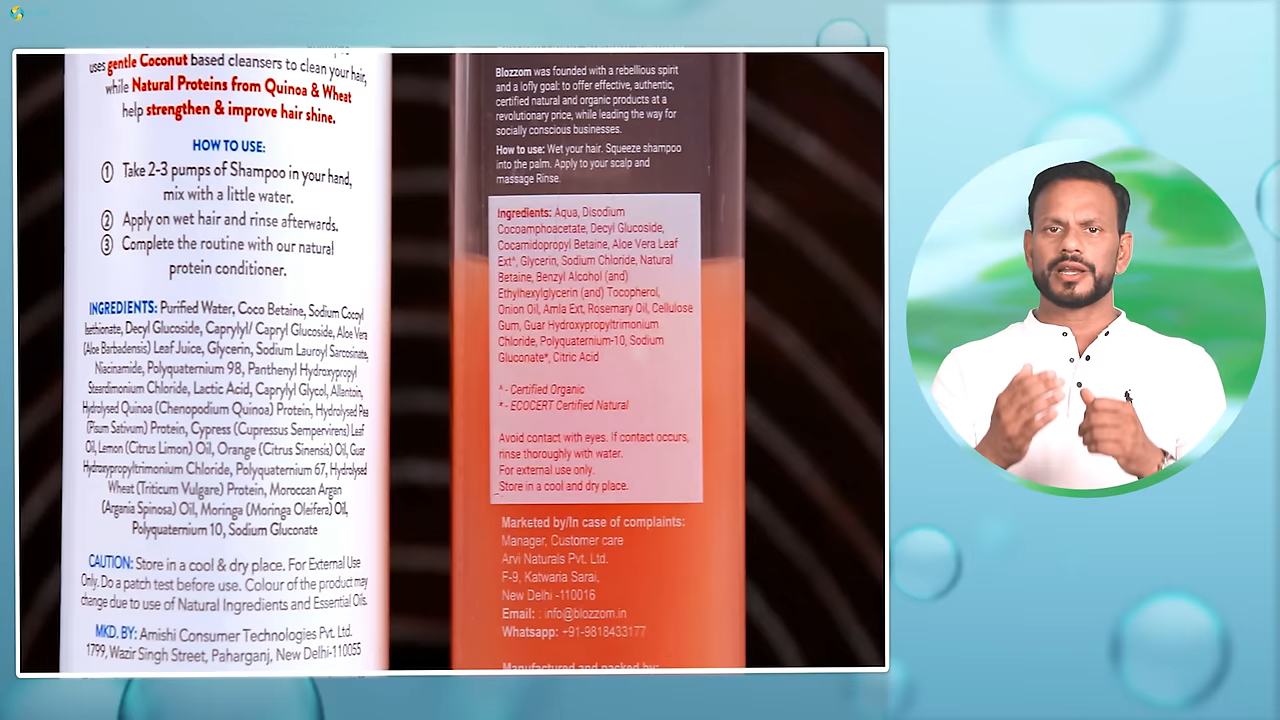 uses gentle Coconut based cleansers to clean your hair,
while Natural Proteins from Quinoa & Wheat
help strengthen & improve hair shine.
HOW TO USE:
1 Take 2-3 pumps of Shampoo in your hand,
mix with a little water.
2 Apply on wet hair and rinse afterwards.
3 Complete the routine with our natural
protein conditioner.
INGREDIENTS: Purified Water, Coco Betaine, Sodium Cocoyl
Isethionate, Decyl Glucoside, Caprylyl/ Capryl Glucoside, Aloe Vera
(Aloe Barbadensis) Leaf Juice, Glycerin, Sodium Lauroyl Sarcosinate,
Niacinamide, Polyquaternium 98, Panthenyl Hydroxypropyl
Steardimonium Chloride, Lactic Acid, Caprylyl Glycol, Allantoin,
Hydrolysed Quinoa (Chenopodium Quinoa) Protein, Hydrolysed Pea
(Pisum Sativum) Protein, Cypress (Cupressus Sempervirens) Leaf
Oil, Lemon (Citrus Limon) Oil, Orange (Citrus Sinensis) Oil, Guar
Hydroxypropyltrimonium Chloride, Polyquaternium 67, Hydrolysed
Wheat (Triticum Vulgare) Protein, Moroccan Argan
(Argania Spinosa) Oil, Moringa (Moringa Oleifera) Oil,
Polyquaternium 10, Sodium Gluconate
CAUTION: Store in a cool & dry place. For External Use
Only. Do a patch test before use. Colour of the product may
change due to use of Natural Ingredients and Essential Oils.
MKD. BY: Amishi Consumer Technologies Pvt. Ltd.
1799, Wazir Singh Street, Paharganj, New Delhi-110055
Blozzom was founded with a rebellious spirit
and a lofly goal: to offer effective, authentic,
certified natural and organic products at a
revolutionary price, while leading the way for
socially conscious businesses.
How to use: Wet your hair. Squeeze shampoo
into the palm. Apply to your scalp and
massage Rinse.
Ingredients: Aqua, Disodium
Cocoamphoacetate, Decyl Glucoside,
Cocamidopropyl Betaine, Aloe Vera Leaf
Ext^, Glycerin, Sodium Chloride, Natural
Betaine, Benzyl Alcohol (and)
Ethylhexylglycerin (and) Tocopherol,
Onion Oil, Amla Ext, Rosemary Oil, Cellulose
Gum, Guar Hydroxypropyltrimonium
Chloride, Polyquaternium-10, Sodium
Gluconate*, Citric Acid
^ - Certified Organic
* - ECOCERT Certified Natural
Avoid contact with eyes. If contact occurs,
rinse thoroughly with water.
For external use only.
Store in a cool and dry place.
Marketed by/In case of complaints:
Manager, Customer care
Arvi Naturals Pvt. Ltd.
F-9, Katwaria Sarai,
New Delhi -110016
Email: : info@blozzom.in
Whatsapp: +91-9818433177
Manufactured and packed by: